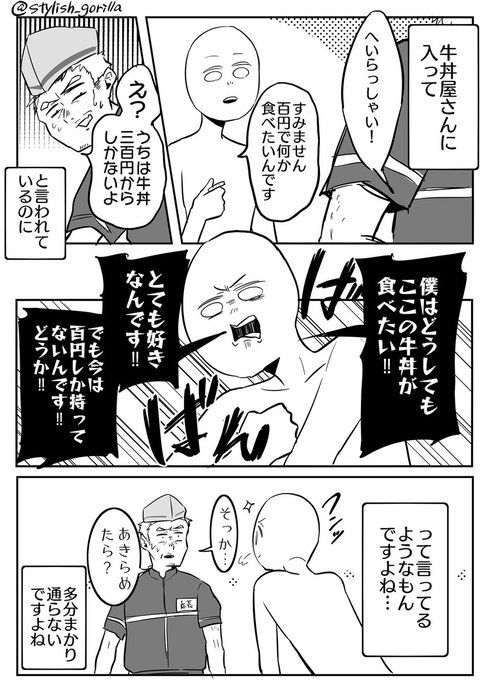 @stylish_gorilla
牛丼屋さんに
入って
へいらっしゃい！
すみません
百円で何か
食べたいんです
え？
うちは牛丼
三百円から
しかないよ
と言われて
いるのに
ばっ
僕はどうしても
ここの牛丼が
食べたい!!
とても好き
なんです!!
ばんっ
でも今は
百円しか持って
ないんです!!
どうか!!
って言ってる
ようなもん
ですよね…
そっか…
あきらめ
たら？
店長
多分まかり
通らない
ですよね